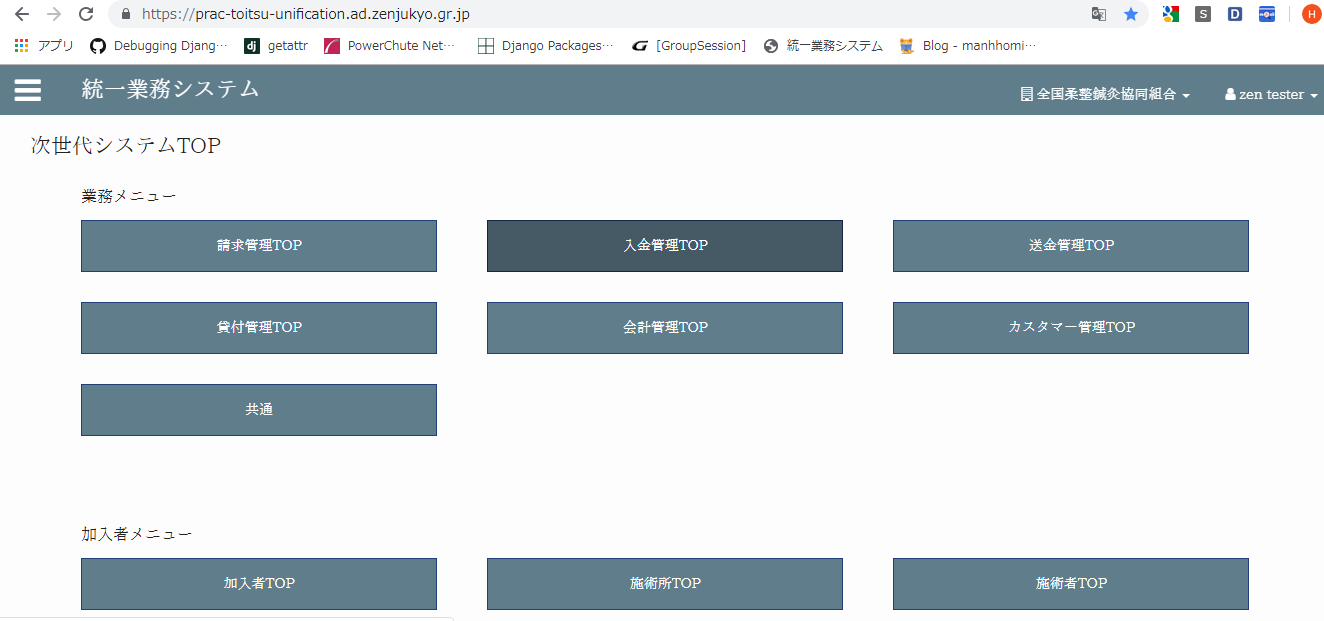 https://prac-toitsu-unification.ad.zenjukyo.gr.jp
S
D
H
アプリ
Debugging Djang…
dj
getattr
PowerChute Net…
Django Packages…
G
[GroupSession]
統一業務システム
Blog - manhhomi…
統一業務システム
全国柔整鍼灸協同組合
zen tester
次世代システムTOP
業務メニュー
請求管理TOP
入金管理TOP
送金管理TOP
貸付管理TOP
会計管理TOP
カスタマー管理TOP
共通
加入者メニュー
加入者TOP
施術所TOP
施術者TOP